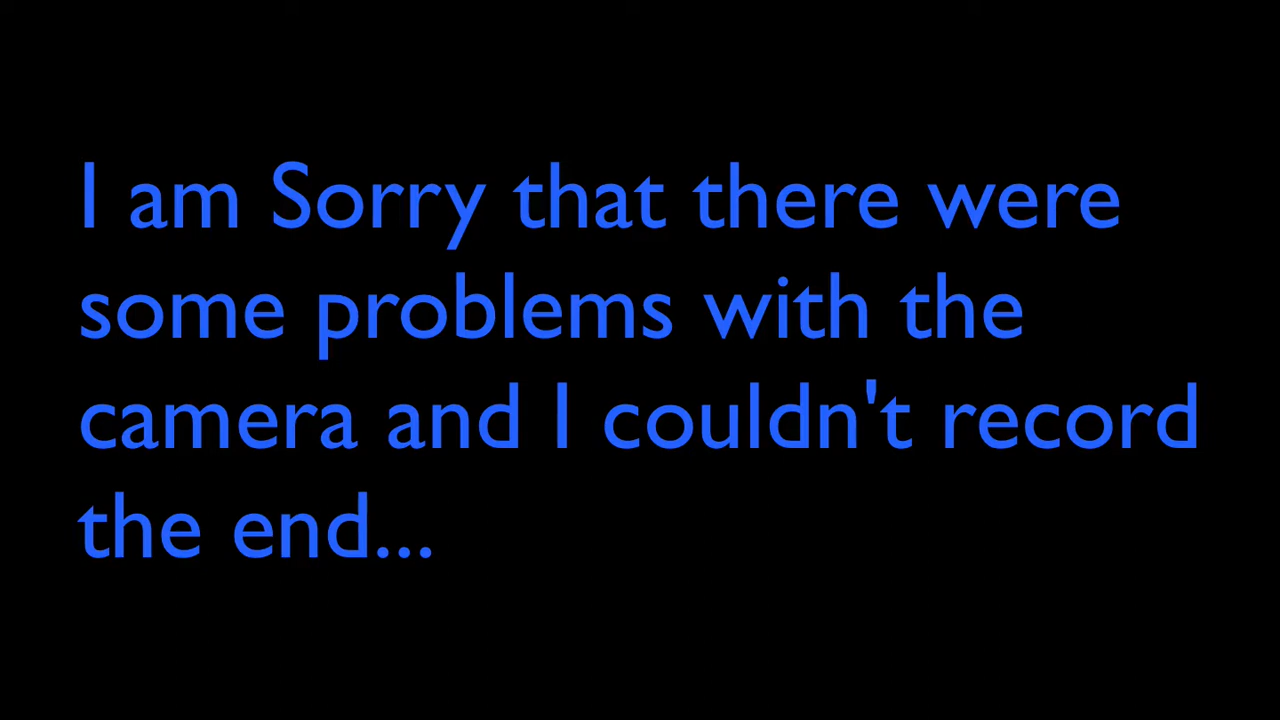 I am Sorry that there were
some problems with the
camera and I couldn't record
the end...